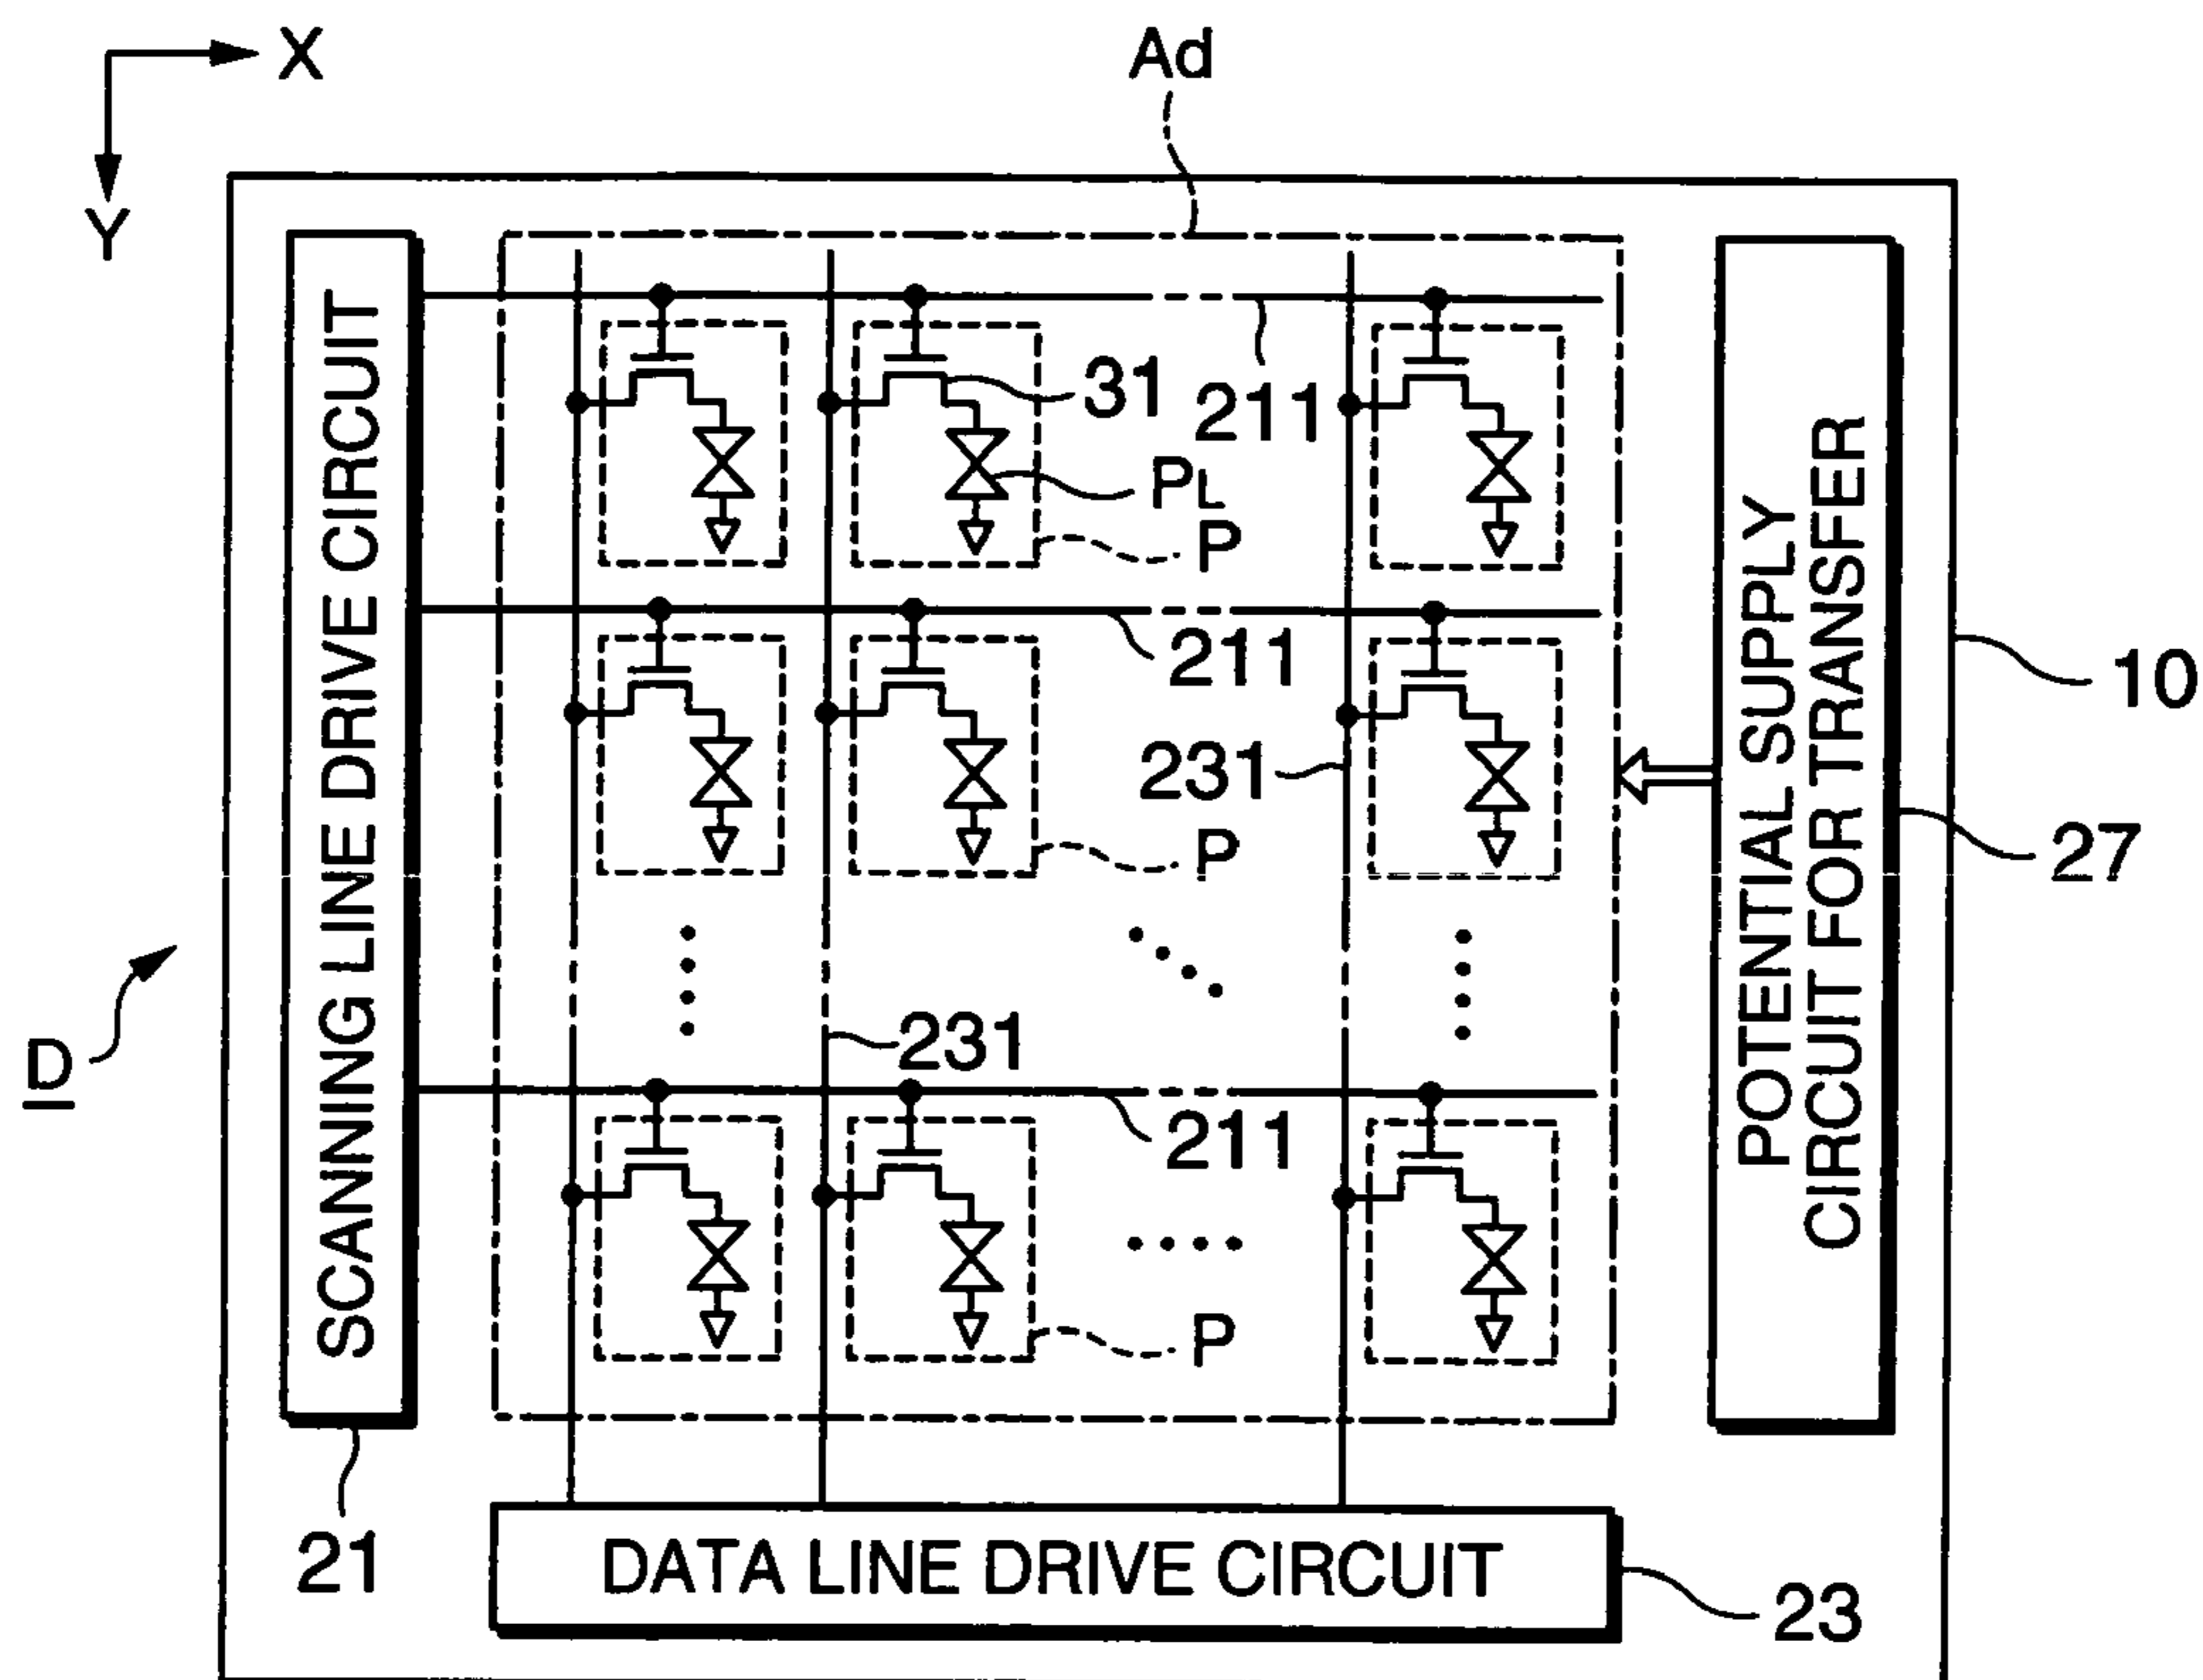 X
Ad
Y
SCANNING LINE DRIVE CIRCUIT
31
211
PL
P
211
10
231
POTENTIAL SUPPLY
CIRCUIT FOR TRANSFER
P
27
231
D
211
P
21
DATA LINE DRIVE CIRCUIT
23